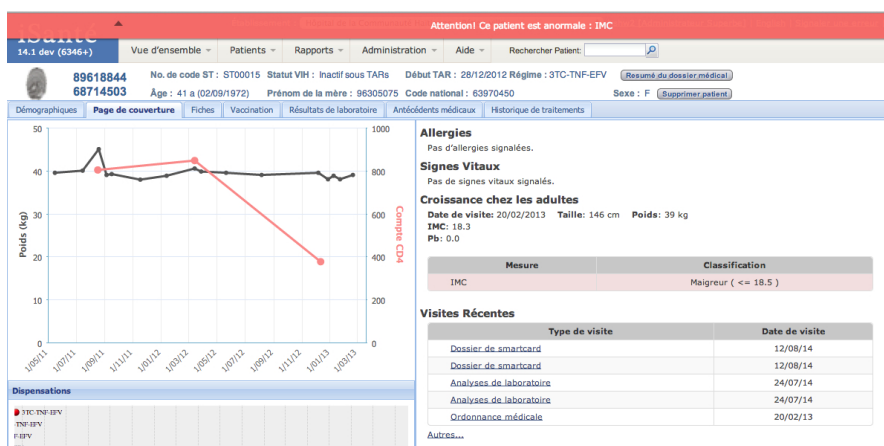 Attention! Ce patient est anormale : IMC
iSanté
14.1 dev (6346+)
Vue d'ensemble Patients Rapports Administration Aide Rechercher Patient:
89618844
68714503
No. de code ST : ST00015 Statut VIH : Inactif sous TARs Début TAR : 28/12/2012 Régime : 3TC-TNF-EFV Resumé du dossier médical
Âge : 41 a (02/09/1972) Prénom de la mère : 96305075 Code national : 63970450 Sexe : F Supprimer patient
Démographiques Page de couverture Fiches Vaccination Résultats de laboratoire Antécédents médicaux Historique de traitements
50
40
30
20
10
0
Poids (kg)
1000
800
600
400
200
0
Compte CD4
1/05/11 1/07/11 1/09/11 1/11/11 1/01/12 1/03/12 1/05/12 1/07/12 1/09/12 1/11/12 1/01/13 1/03/13
Dispensations
3TC-TNF-EFV
-TNF-EFV
F-EFV
Allergies
Pas d'allergies signalées.
Signes Vitaux
Pas de signes vitaux signalés.
Croissance chez les adultes
Date de visite: 20/02/2013 Taille: 146 cm Poids: 39 kg
IMC: 18.3
Pb: 0.0
Mesure Classification
IMC Maigreur ( <= 18.5 )
Visites Récentes
Type de visite Date de visite
Dossier de smartcard 12/08/14
Dossier de smartcard 12/08/14
Analyses de laboratoire 24/07/14
Analyses de laboratoire 24/07/14
Ordonnance médicale 20/02/13
Autres...